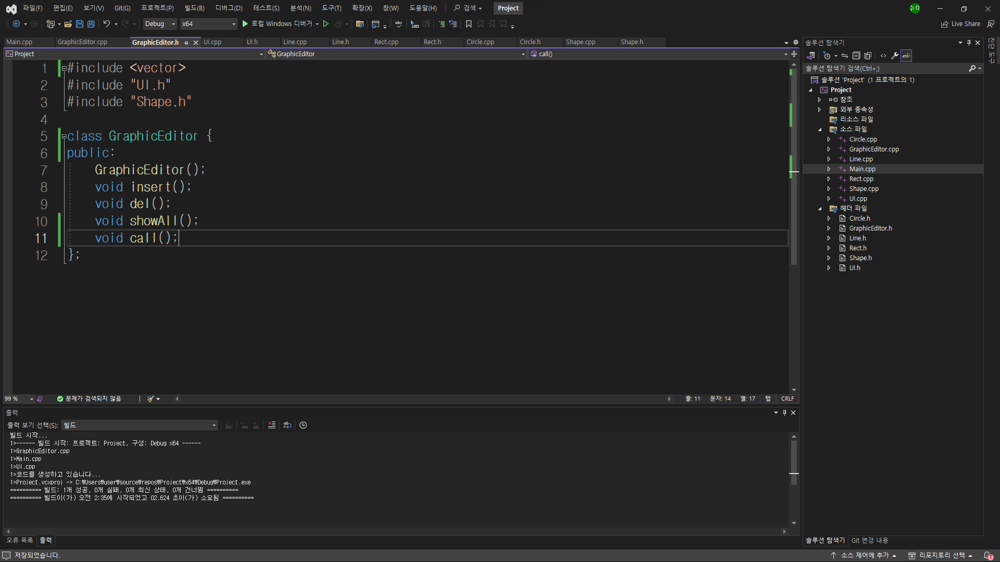 파일(F) 편집(E) 보기(V) Git(G) 프로젝트(P) 빌드(B) 디버그(D) 테스트(S) 분석(N) 도구(T) 확장(X) 창(W) 도움말(H) 검색 Project
Debug x64 로컬 Windows 디버거 Live Share
Main.cpp GraphicEditor.cpp GraphicEditor.h UI.cpp UI.h Line.cpp Line.h Rect.cpp Rect.h Circle.cpp Circle.h Shape.cpp Shape.h
Project GraphicEditor call()
1 #include <vector>
2 #include "UI.h"
3 #include "Shape.h"
4
5 class GraphicEditor {
6 public:
7 GraphicEditor();
8 void insert();
9 void del();
10 void showAll();
11 void call();
12 };
99 % 문제가 검색되지 않음 줄: 11 문자: 14 열: 17 탭 CRLF
출력
출력 보기 선택(S): 빌드
빌드 시작...
1>------ 빌드 시작: 프로젝트: Project, 구성: Debug x64 ------
1>GraphicEditor.cpp
1>Main.cpp
1>UI.cpp
1>코드를 생성하고 있습니다...
1>Project.vcxproj -> C:₩Users₩user₩source₩repos₩Project₩x64₩Debug₩Project.exe
========== 빌드: 1개 성공, 0개 실패, 0개 최신 상태, 0개 건너뜀 ==========
========== 빌드이(가) 오전 2:35에 시작되었고 02.624 초이(가) 소요됨 ==========
오류 목록 출력
저장되었습니다.
솔루션 탐색기
솔루션 탐색기 검색(Ctrl+;)
솔루션 'Project' (1 프로젝트의 1)
Project
참조
외부 종속성
리소스 파일
소스 파일
Circle.cpp
GraphicEditor.cpp
Line.cpp
Main.cpp
Rect.cpp
Shape.cpp
UI.cpp
헤더 파일
Circle.h
GraphicEditor.h
Line.h
Rect.h
Shape.h
UI.h
솔루션 탐색기 Git 변경 내용
소스 제어에 추가 리포지토리 선택 1
진단 도구